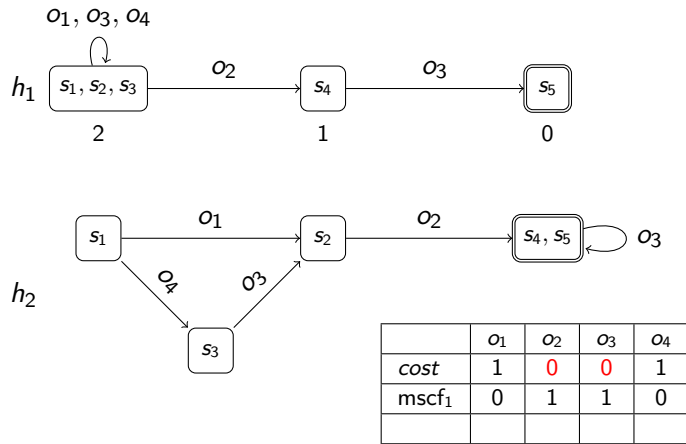 o₁, o₃, o₄
h₁ s₁, s₂, s₃ o₂ s₄ o₃ s₅
2 1 0
s₁ o₁ s₂ o₂ s₄, s₅ o₃
o₄ o₃
h₂
s₃
o₁ o₂ o₃ o₄
cost 1 0 0 1
mscf₁ 0 1 1 0